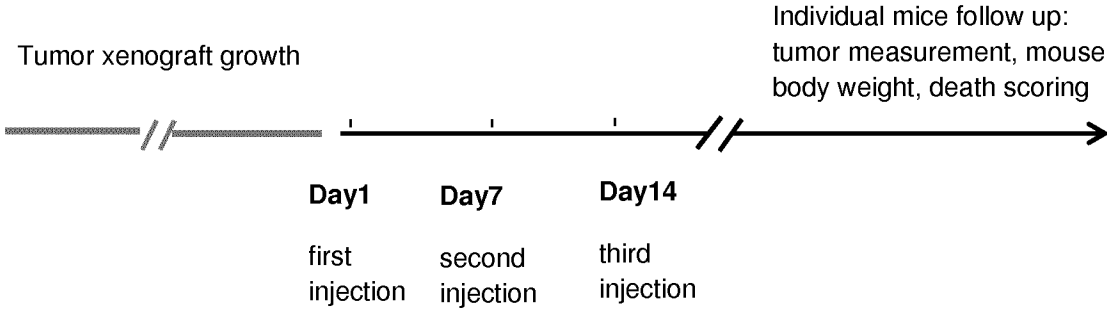 Individual mice follow up:
tumor measurement, mouse
body weight, death scoring
Tumor xenograft growth
Day1
Day7
Day14
first
injection
second
injection
third
injection